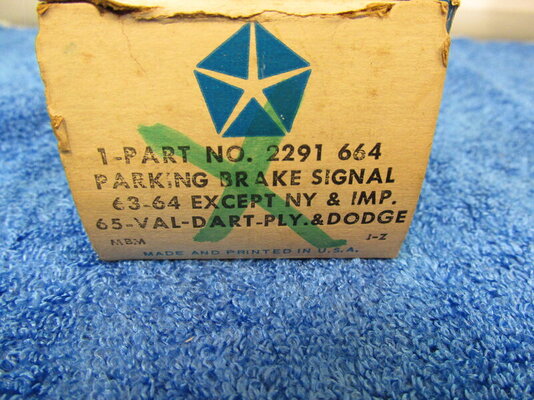 1-PART NO. 2291 664
PARKING BRAKE SIGNAL
63-64 EXCEPT NY & IMP.
65-VAL-DART-PLY.&DODGE
MBM 1-Z
MADE AND PRINTED IN U.S.A.